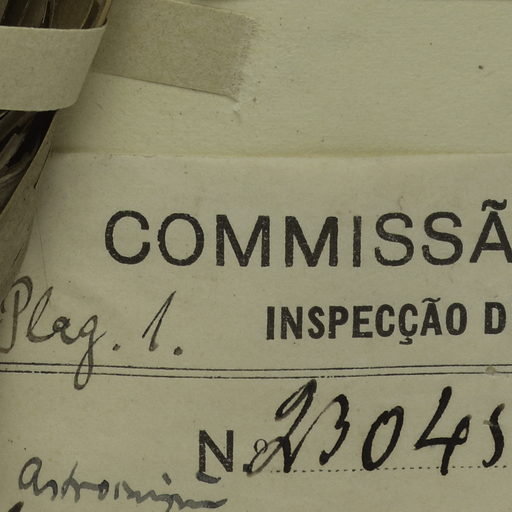 COMMISSÃ
Plag. 1.
INSPECÇÃO D
N.º 23045